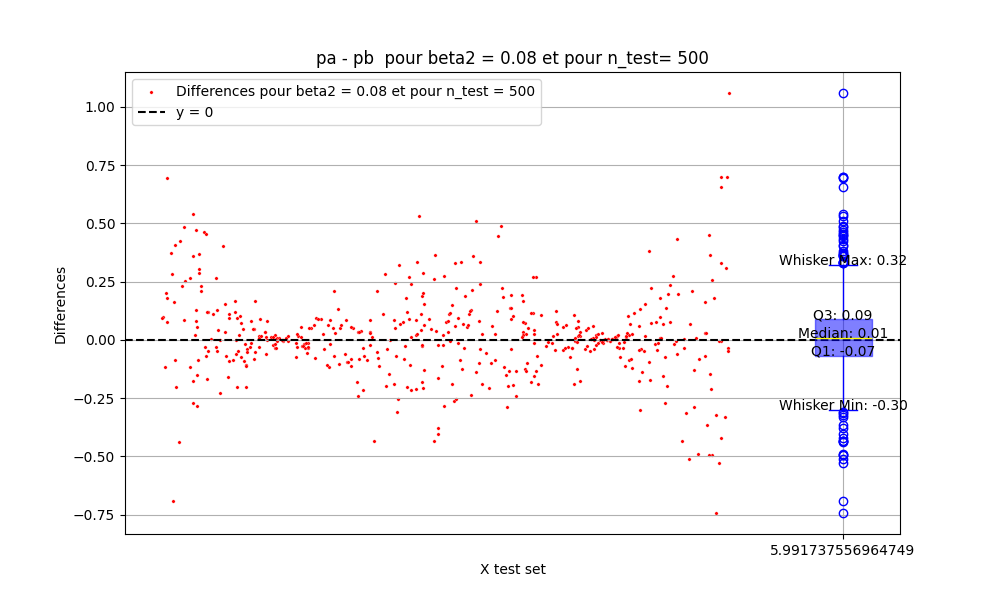 pa - pb  pour beta2 = 0.08 et pour n_test= 500
Differences pour beta2 = 0.08 et pour n_test = 500
y = 0
1.00
0.75
0.50
0.25
0.00
−0.25
−0.50
−0.75
Differences
Whisker Max: 0.32
Q3: 0.09
Median: 0.01
Q1: -0.07
Whisker Min: -0.30
5.991737556964749
X test set